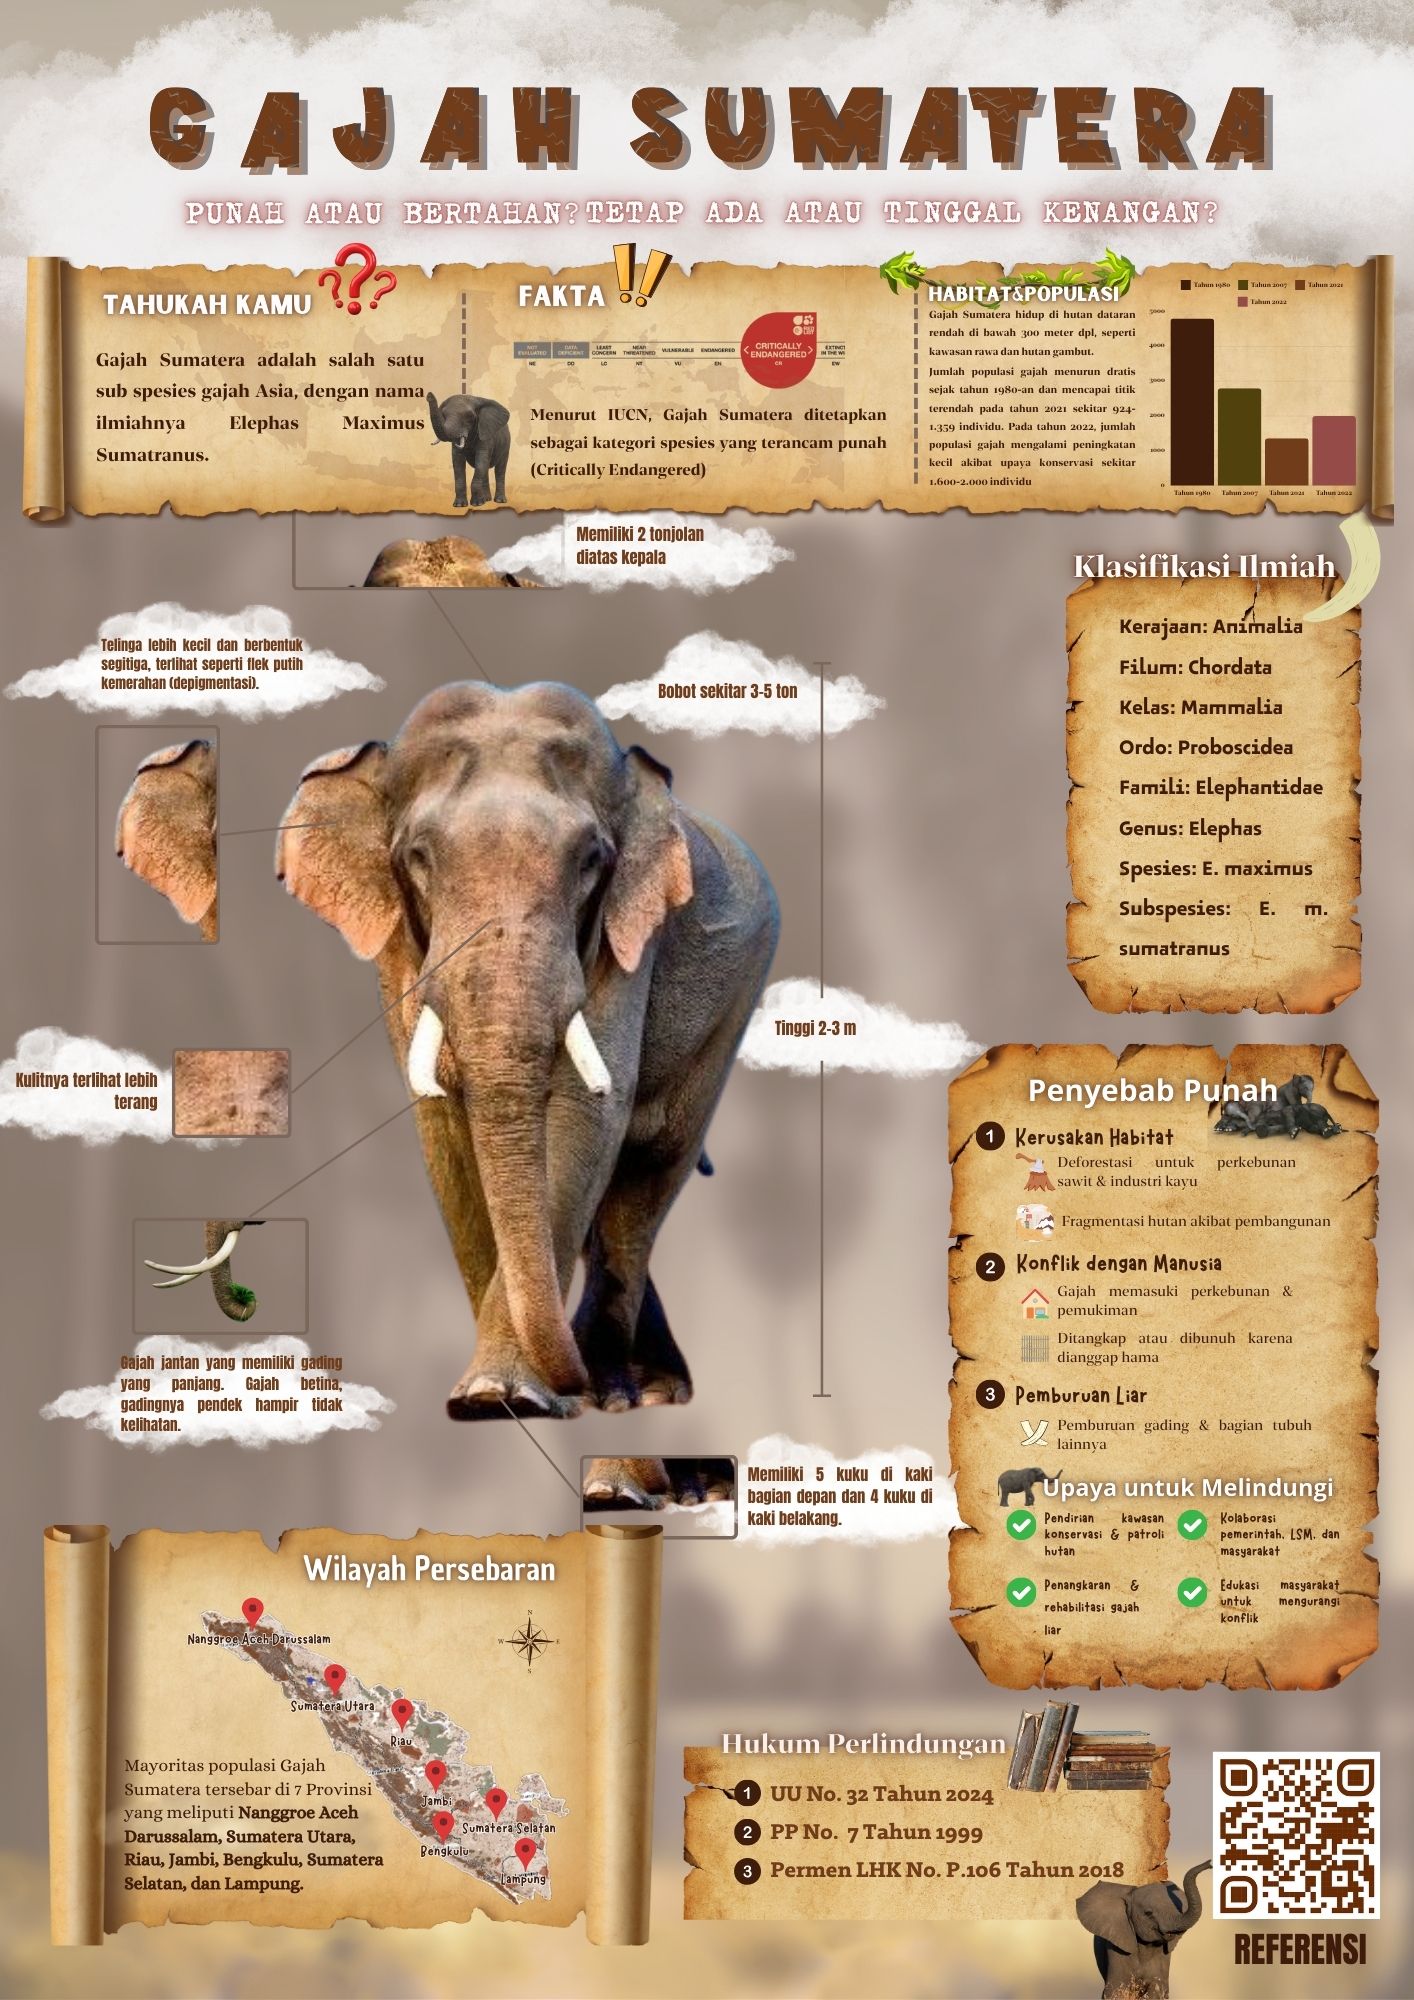 GAJAH SUMATERA
PUNAH ATAU BERTAHAN? TETAP ADA ATAU TINGGAL KENANGAN?
TAHUKAH KAMU
Gajah Sumatera adalah salah satu
sub spesies gajah Asia, dengan nama
ilmiahnya Elephas Maximus
Sumatranus.
FAKTA
NOT EVALUATED
DATA DEFICIENT
LEAST CONCERN
NEAR THREATENED
VULNERABLE
ENDANGERED
CRITICALLY ENDANGERED
EXTINCT
IN THE WI
NE
DD
LC
NT
VU
EN
CR
EW
Menurut IUCN, Gajah Sumatera ditetapkan
sebagai kategori spesies yang terancam punah
(Critically Endangered)
HABITAT&POPULASI
Gajah Sumatera hidup di hutan dataran
rendah di bawah 300 meter dpl, seperti
kawasan rawa dan hutan gambut.
Jumlah populasi gajah menurun dratis
sejak tahun 1980-an dan mencapai titik
terendah pada tahun 2021 sekitar 924-
1.359 individu. Pada tahun 2022, jumlah
populasi gajah mengalami peningkatan
kecil akibat upaya konservasi sekitar
1.600-2.000 individu
Tahun 1980 Tahun 2007 Tahun 2021
Tahun 2022
5000
4000
3000
2000
1000
0
Tahun 1980 Tahun 2007 Tahun 2021 Tahun 2022
Memiliki 2 tonjolan
diatas kepala
Telinga lebih kecil dan berbentuk
segitiga, terlihat seperti flek putih
kemerahan (depigmentasi).
Bobot sekitar 3-5 ton
Tinggi 2-3 m
Kulitnya terlihat lebih
terang
Gajah jantan yang memiliki gading
yang panjang. Gajah betina,
gadingnya pendek hampir tidak
kelihatan.
Memiliki 5 kuku di kaki
bagian depan dan 4 kuku di
kaki belakang.
Klasifikasi Ilmiah
Kerajaan: Animalia
Filum: Chordata
Kelas: Mammalia
Ordo: Proboscidea
Famili: Elephantidae
Genus: Elephas
Spesies: E. maximus
Subspesies: E. m.
sumatranus
Penyebab Punah
1 Kerusakan Habitat
Deforestasi untuk perkebunan
sawit & industri kayu
Fragmentasi hutan akibat pembangunan
2 Konflik dengan Manusia
Gajah memasuki perkebunan &
pemukiman
Ditangkap atau dibunuh karena
dianggap hama
3 Pemburuan Liar
Pemburuan gading & bagian tubuh
lainnya
Upaya untuk Melindungi
Pendirian kawasan
konservasi & patroli
hutan
Kolaborasi
pemerintah, LSM, dan
masyarakat
Penangkaran &
rehabilitasi gajah
liar
Edukasi masyarakat
untuk mengurangi
konflik
Wilayah Persebaran
N
W
E
S
Nanggroe Aceh Darussalam
Sumatera Utara
Riau
Jambi
Sumatera Selatan
Bengkulu
Lampung
Mayoritas populasi Gajah
Sumatera tersebar di 7 Provinsi
yang meliputi Nanggroe Aceh
Darussalam, Sumatera Utara,
Riau, Jambi, Bengkulu, Sumatera
Selatan, dan Lampung.
Hukum Perlindungan
1 UU No. 32 Tahun 2024
2 PP No. 7 Tahun 1999
3 Permen LHK No. P.106 Tahun 2018
REFERENSI